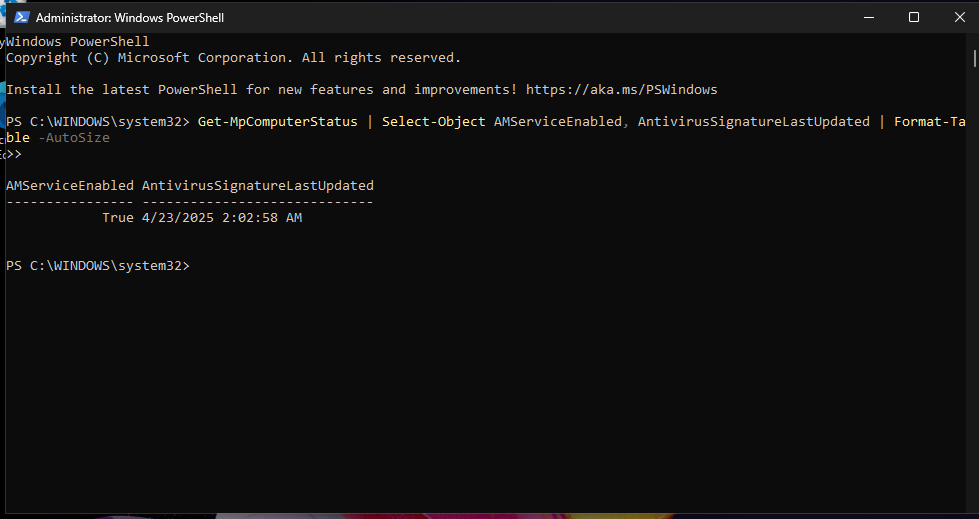 Administrator: Windows PowerShell
Windows PowerShell
Copyright (C) Microsoft Corporation. All rights reserved.
Install the latest PowerShell for new features and improvements! https://aka.ms/PSWindows
PS C:\WINDOWS\system32> Get-MpComputerStatus | Select-Object AMServiceEnabled, AntivirusSignatureLastUpdated | Format-Ta
ble -AutoSize
>>
AMServiceEnabled AntivirusSignatureLastUpdated
---------------- -----------------------------
True 4/23/2025 2:02:58 AM
PS C:\WINDOWS\system32>